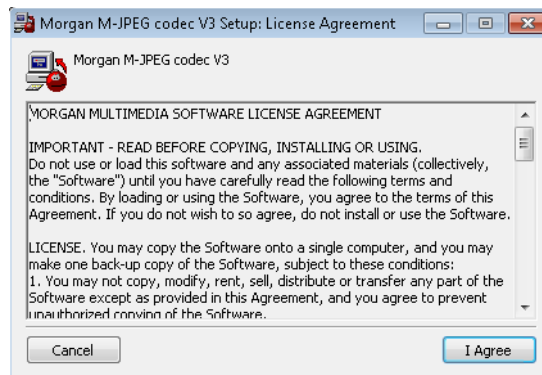 Morgan M-JPEG codec V3 Setup: License Agreement
Morgan M-JPEG codec V3
MORGAN MULTIMEDIA SOFTWARE LICENSE AGREEMENT
IMPORTANT - READ BEFORE COPYING, INSTALLING OR USING.
Do not use or load this software and any associated materials (collectively,
the "Software") until you have carefully read the following terms and
conditions. By loading or using the Software, you agree to the terms of this
Agreement. If you do not wish to so agree, do not install or use the Software.
LICENSE. You may copy the Software onto a single computer, and you may
make one back-up copy of the Software, subject to these conditions:
1. You may not copy, modify, rent, sell, distribute or transfer any part of the
Software except as provided in this Agreement, and you agree to prevent
unauthorized copying of the Software.
Cancel
I Agree